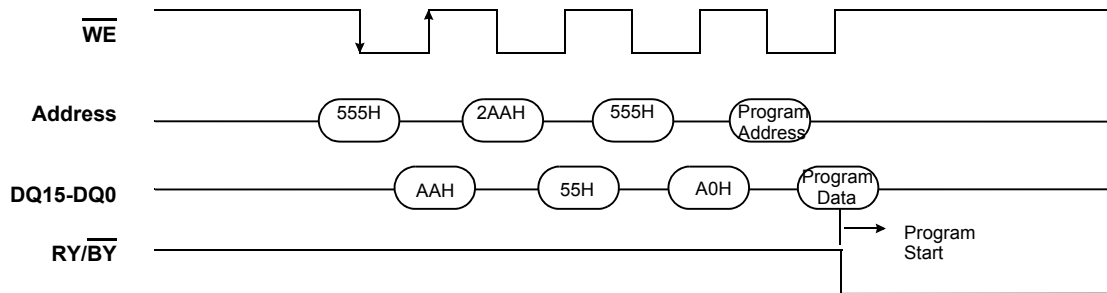 WE
Address
555H
2AAH
555H
Program
Address
DQ15-DQ0
AAH
55H
A0H
Program
Data
RY/BY
Program
Start